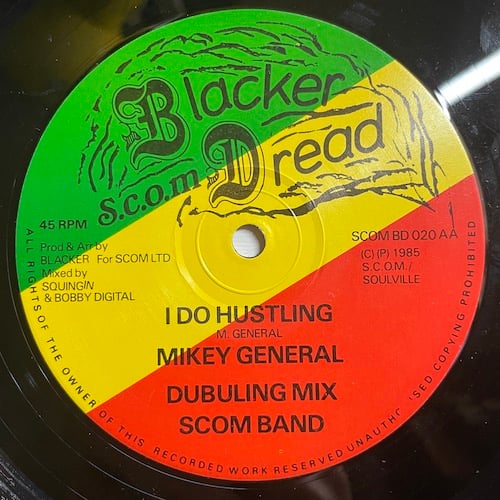 Blacker
S.c.o.m Dread
45 RPM
SCOM BD 020 AA
Prod & Arr by
BLACKER For SCOM LTD
Mixed by
SQUINGIN
& BOBBY DIGITAL
(C) (P) 1985
S.C.O.M./
SOULVILLE
I DO HUSTLING
M. GENERAL
MIKEY GENERAL
DUBULING MIX
SCOM BAND
ALL RIGHTS OF THE OWNER OF THIS RECORDED WORK RESERVED COPYING PROHIBITED